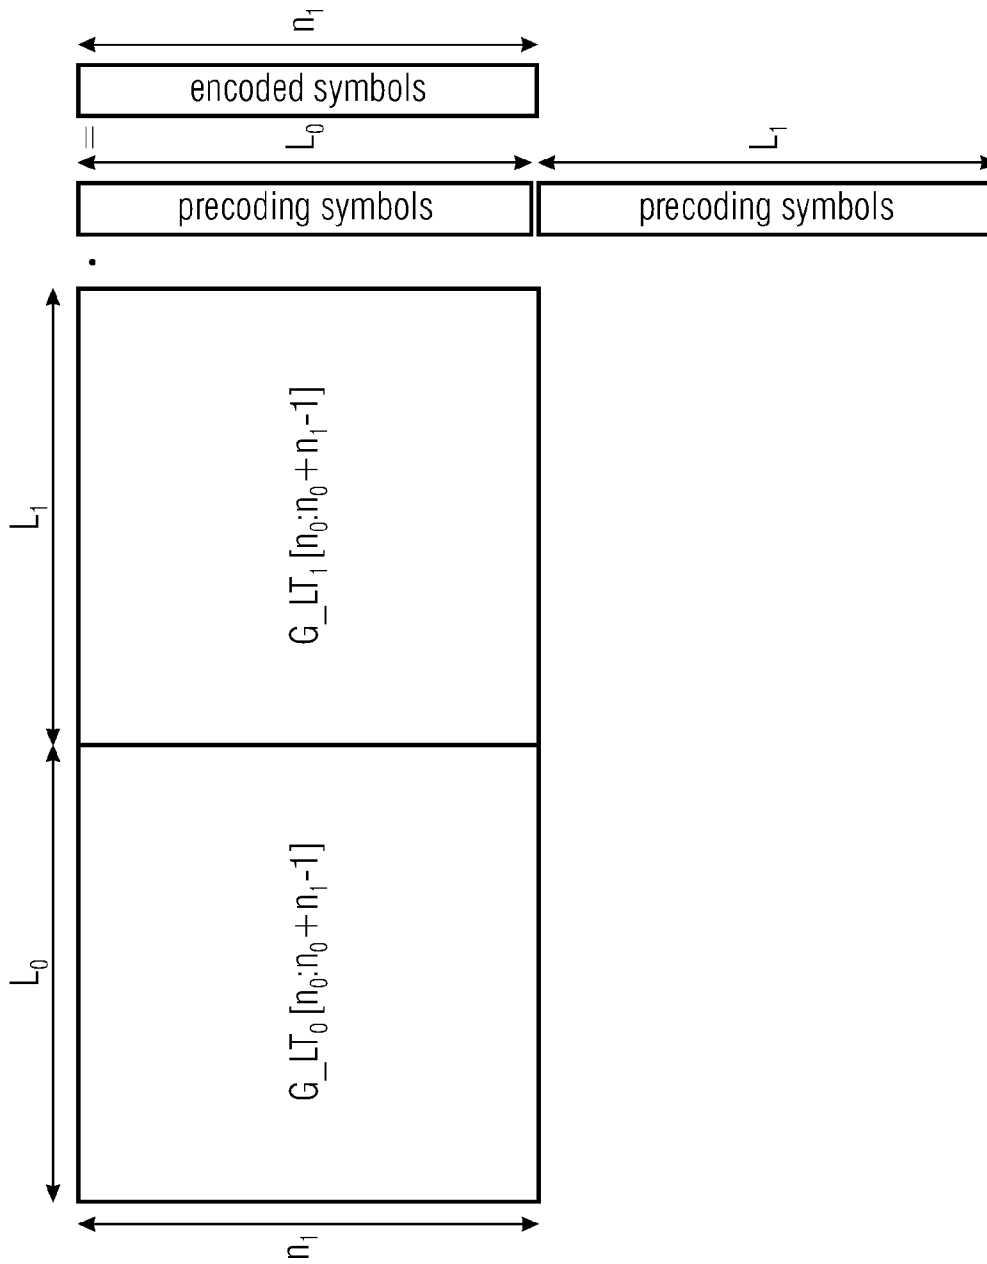 n₁
encoded symbols
=
L₀
L₁
precoding symbols
precoding symbols
·
L₁
G_LT₁ [n₀:n₀+n₁-1]
L₀
G_LT₀ [n₀:n₀+n₁-1]
n₁